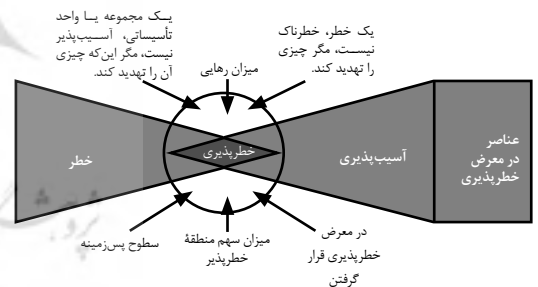 یک خطر، خطرناک
نیست، مگر چیزی
را تهدید کند.
یک مجموعه یا واحد
تأسیساتی، آسیب‌پذیر
نیست، مگر این‌که چیزی
آن را تهدید کند.
میزان رهایی
عناصر
در معرض
خطرپذیری
آسیب‌پذیری
خطرپذیری
خطر
در معرض
خطرپذیری قرار
گرفتن
میزان سهم منطقهٔ
خطرپذیر
سطوح پس‌زمینه